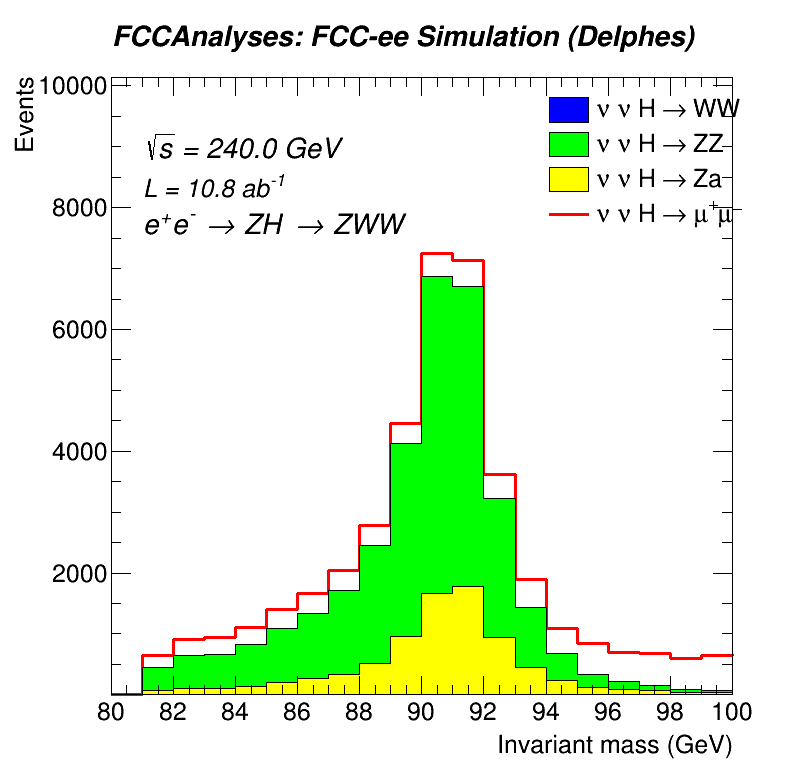 FCCAnalyses: FCC-ee Simulation (Delphes)
Events
10000
8000
6000
4000
2000
√s = 240.0 GeV
L = 10.8 ab⁻¹
e⁺e⁻ → ZH → ZWW
ν ν H → WW
ν ν H → ZZ
ν ν H → Za
ν ν H → μ⁺μ
80 82 84 86 88 90 92 94 96 98 100
Invariant mass (GeV)